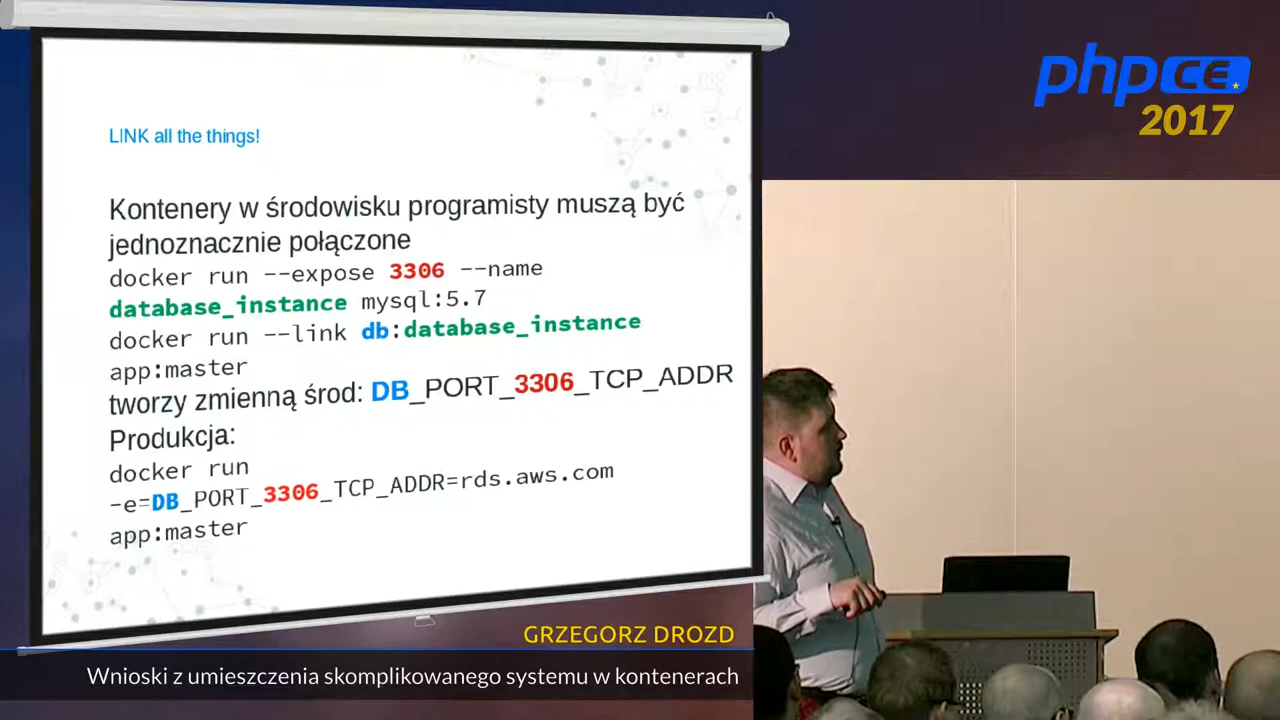 LINK all the things!
Kontenery w środowisku programisty muszą być
jednoznacznie połączone
docker run --expose 3306 --name
database_instance mysql:5.7
docker run --link db:database_instance
app:master
tworzy zmienną środ: DB_PORT_3306_TCP_ADDR
Produkcja:
docker run
-e=DB_PORT_3306_TCP_ADDR=rds.aws.com
app:master
phpCE
2017
GRZEGORZ DROZD
Wnioski z umieszczenia skomplikowanego systemu w kontenerach